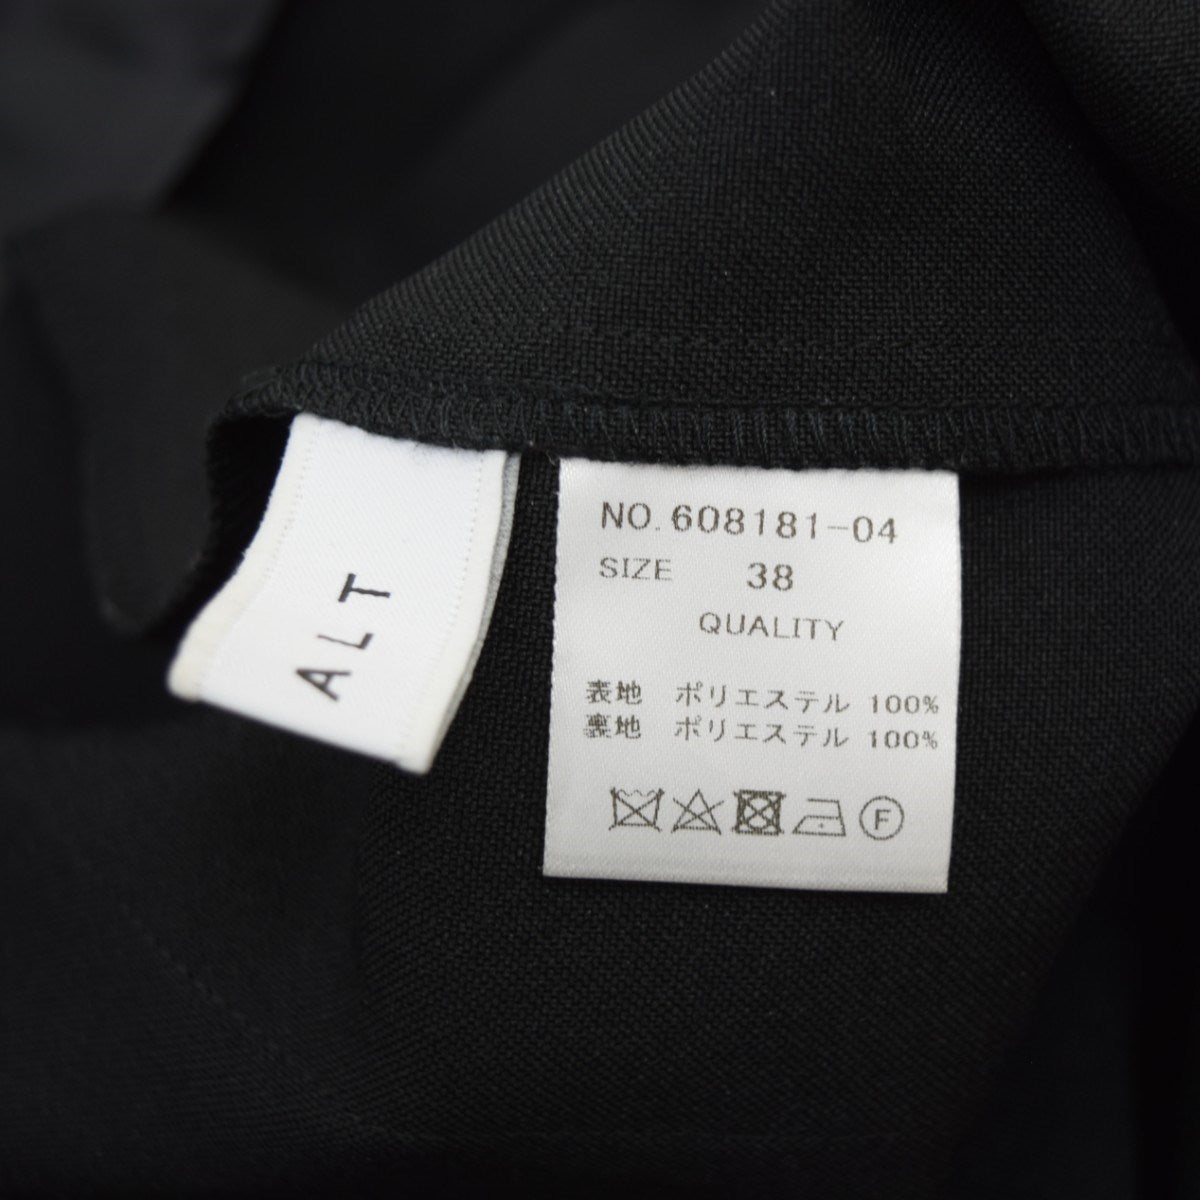 ALT
NO.608181-04
SIZE 38
QUALITY
表地 ポリエステル 100%
裏地 ポリエステル 100%
F